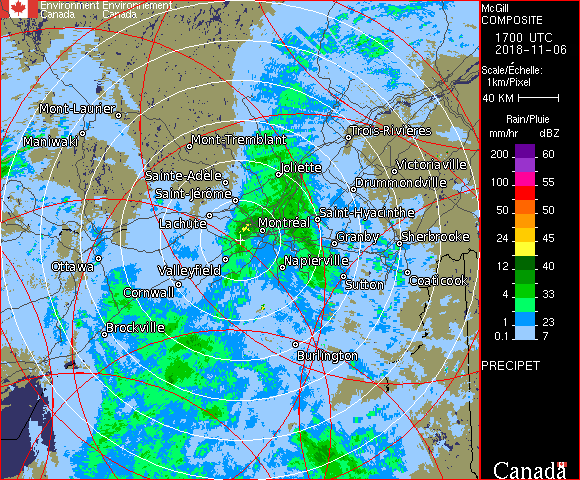 Environment Environnement
Canada Canada
McGill
COMPOSITE
1700 UTC
2018-11-06
Scale/Échelle:
1km/Pixel
40 KM
Rain/Pluie
mm/hr dBZ
200 60
100 55
50 50
24 45
12 40
4 33
1 23
0.1 7
PRECIPET
Canada
Mont-Laurier
Maniwaki
Mont-Tremblant
Trois-Rivières
Sainte-Adèle
Joliette
Victoriaville
Saint-Jérôme
Drummondville
Lachute
Montréal
Saint-Hyacinthe
Granby
Sherbrooke
Ottawa
Valleyfield
Napierville
Cornwall
Sutton
Coaticook
Brockville
Burlington